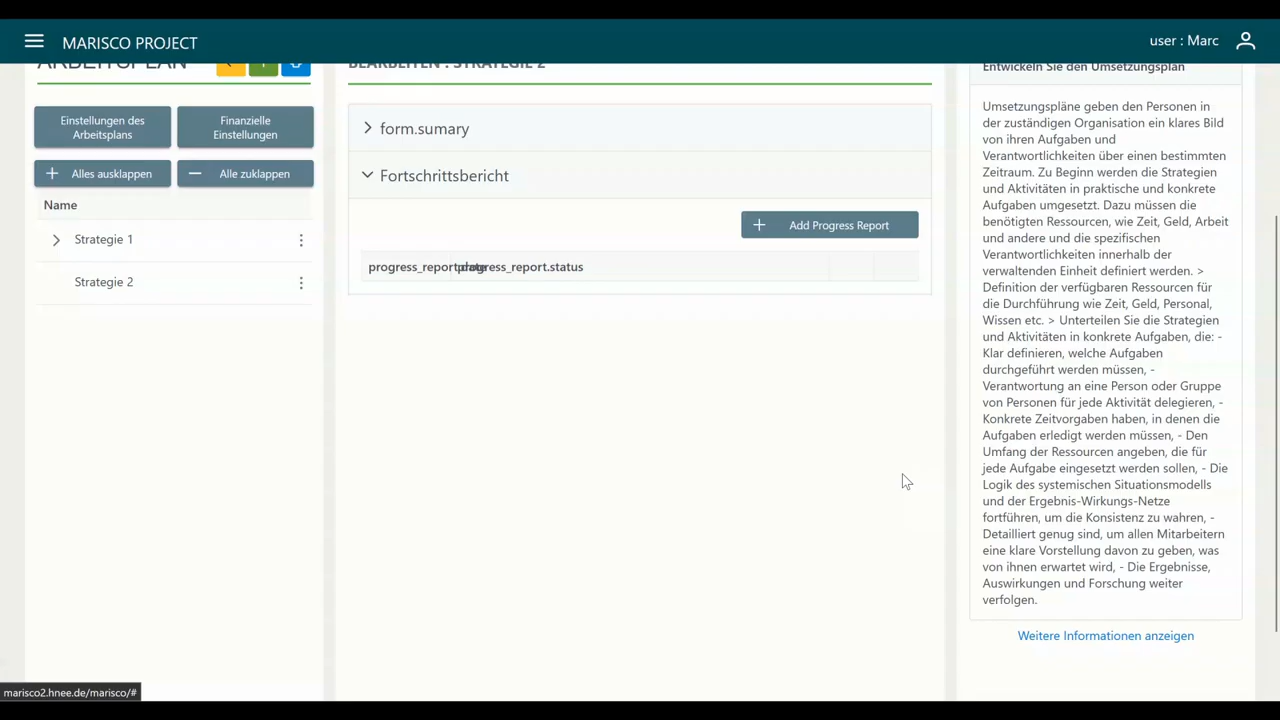 MARISCO PROJECT
user : Marc
ARBEITSPLAN
Einstellungen des
Arbeitsplans
Finanzielle
Einstellungen
Alles ausklappen
Alle zuklappen
Name
Strategie 1
Strategie 2
BEARBEITEN : STRATEGIE 2
form.sumary
Fortschrittsbericht
Add Progress Report
progress_report.date
progress_report.status
Entwickeln Sie den Umsetzungsplan
Umsetzungspläne geben den Personen in
der zuständigen Organisation ein klares Bild
von ihren Aufgaben und
Verantwortlichkeiten über einen bestimmten
Zeitraum. Zu Beginn werden die Strategien
und Aktivitäten in praktische und konkrete
Aufgaben umgesetzt. Dazu müssen die
benötigten Ressourcen, wie Zeit, Geld, Arbeit
und andere und die spezifischen
Verantwortlichkeiten innerhalb der
verwaltenden Einheit definiert werden. >
Definition der verfügbaren Ressourcen für
die Durchführung wie Zeit, Geld, Personal,
Wissen etc. > Unterteilen Sie die Strategien
und Aktivitäten in konkrete Aufgaben, die: -
Klar definieren, welche Aufgaben
durchgeführt werden müssen, -
Verantwortung an eine Person oder Gruppe
von Personen für jede Aktivität delegieren, -
Konkrete Zeitvorgaben haben, in denen die
Aufgaben erledigt werden müssen, - Den
Umfang der Ressourcen angeben, die für
jede Aufgabe eingesetzt werden sollen, - Die
Logik des systemischen Situationsmodells
und der Ergebnis-Wirkungs-Netze
fortführen, um die Konsistenz zu wahren, -
Detailliert genug sind, um allen Mitarbeitern
eine klare Vorstellung davon zu geben, was
von ihnen erwartet wird, - Die Ergebnisse,
Auswirkungen und Forschung weiter
verfolgen.
Weitere Informationen anzeigen
marisco2.hnee.de/marisco/#